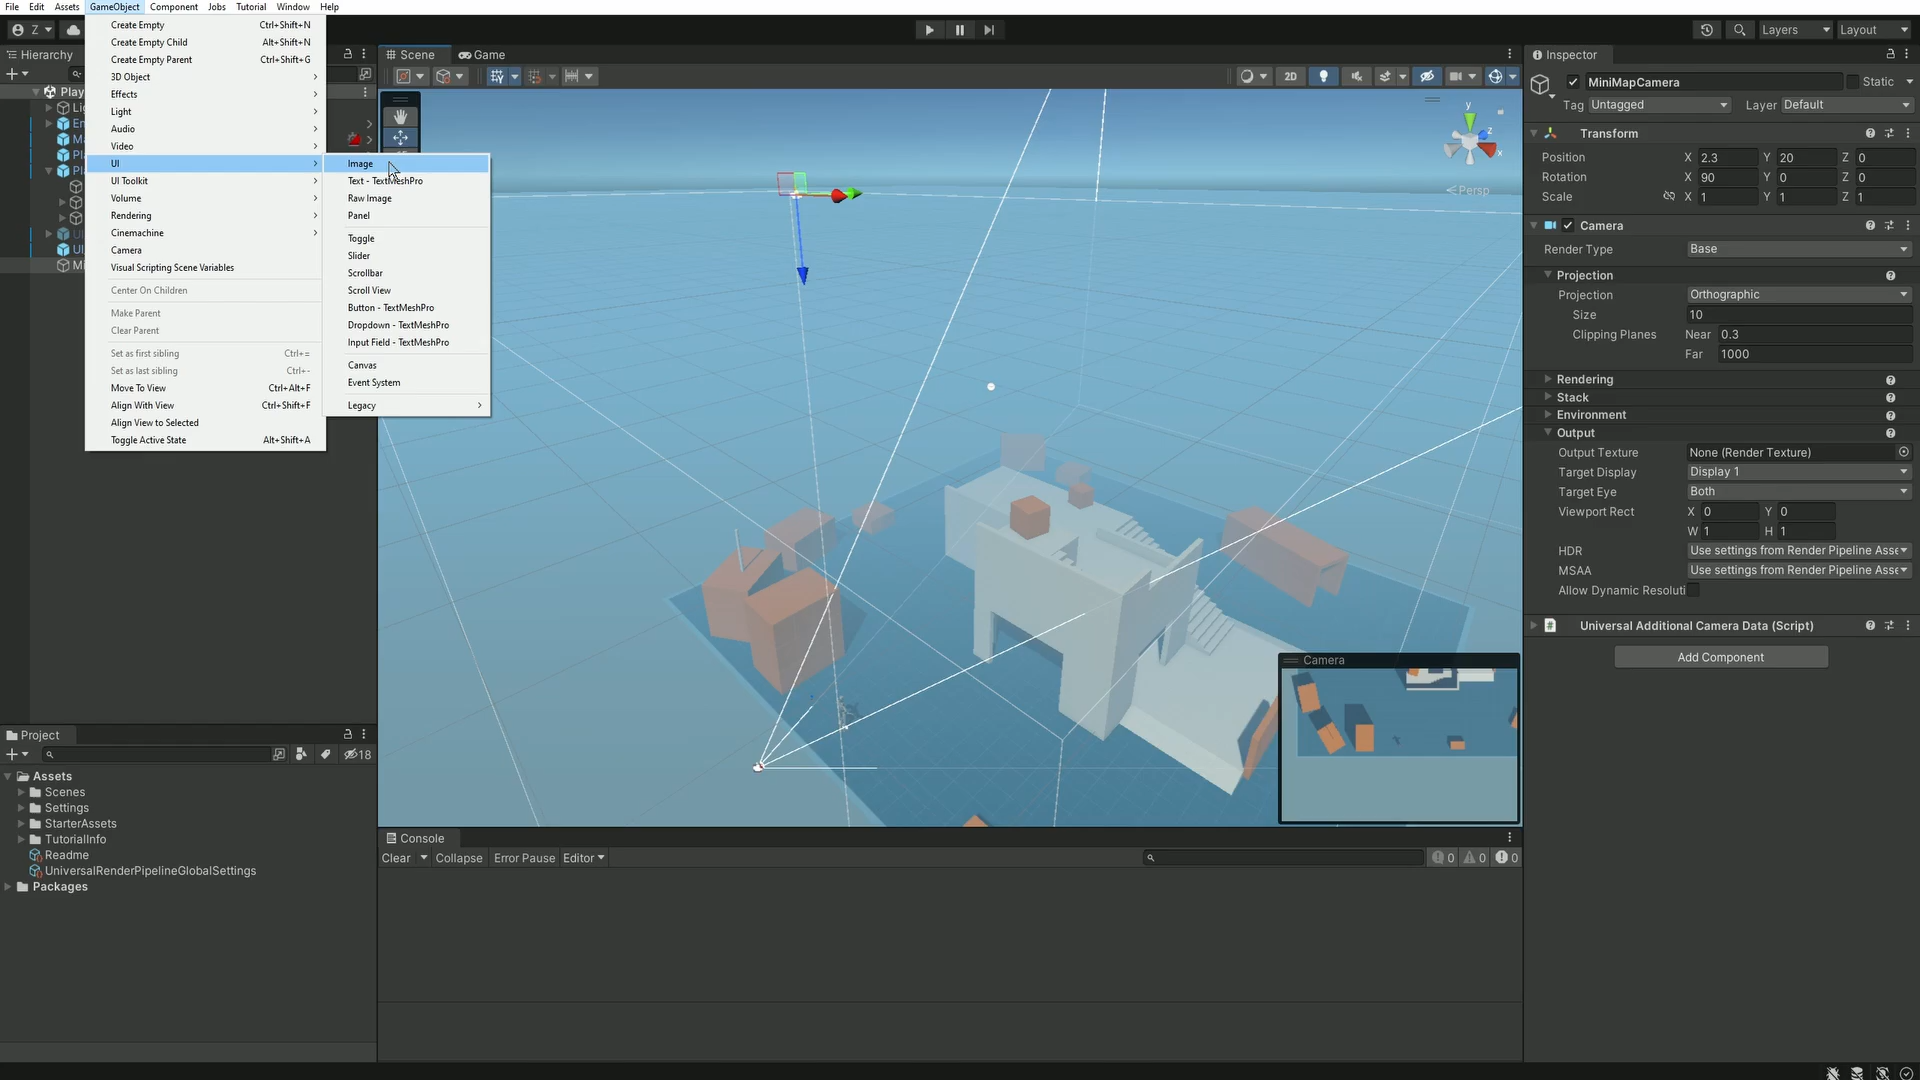 File Edit Assets GameObject Component Jobs Tutorial Window Help
Z Layers Layout
Hierarchy
Play
Create Empty Ctrl+Shift+N
Create Empty Child Alt+Shift+N
Create Empty Parent Ctrl+Shift+G
3D Object
Effects
Light
Audio
Video
UI
UI Toolkit
Volume
Rendering
Cinemachine
Camera
Visual Scripting Scene Variables
Center On Children
Make Parent
Clear Parent
Set as first sibling Ctrl+=
Set as last sibling Ctrl+-
Move To View Ctrl+Alt+F
Align With View Ctrl+Shift+F
Align View to Selected
Toggle Active State Alt+Shift+A
Image
Text - TextMeshPro
Raw Image
Panel
Toggle
Slider
Scrollbar
Scroll View
Button - TextMeshPro
Dropdown - TextMeshPro
Input Field - TextMeshPro
Canvas
Event System
Legacy
Scene Game
2D
y
z
x
Persp
Camera
Inspector
MiniMapCamera Static
Tag Untagged Layer Default
Transform
Position X 2.3 Y 20 Z 0
Rotation X 90 Y 0 Z 0
Scale X 1 Y 1 Z 1
Camera
Render Type Base
Projection
Projection Orthographic
Size 10
Clipping Planes Near 0.3
Far 1000
Rendering
Stack
Environment
Output
Output Texture None (Render Texture)
Target Display Display 1
Target Eye Both
Viewport Rect X 0 Y 0
W 1 H 1
HDR Use settings from Render Pipeline Asse
MSAA Use settings from Render Pipeline Asse
Allow Dynamic Resoluti
Universal Additional Camera Data (Script)
Add Component
Project
18
Assets
Scenes
Settings
StarterAssets
TutorialInfo
Readme
UniversalRenderPipelineGlobalSettings
Packages
Console
Clear Collapse Error Pause Editor 0 0 0